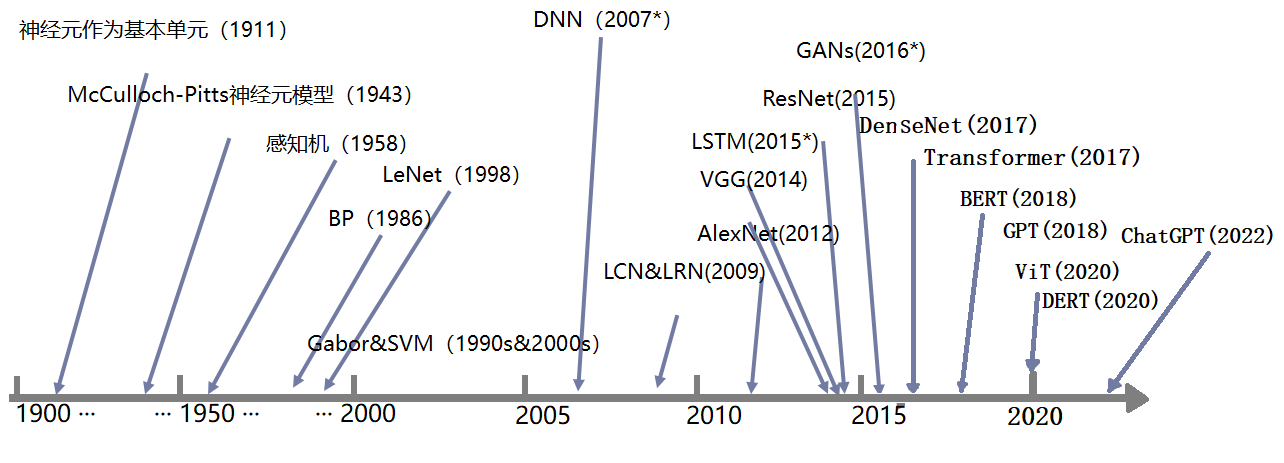 DNN（2007*）
神经元作为基本单元（1911）
GANs(2016*)
McCulloch-Pitts神经元模型（1943）
ResNet(2015)
DenseNet(2017)
感知机（1958）
LSTM(2015*)
Transformer(2017)
LeNet（1998）
VGG(2014)
BERT(2018)
BP（1986）
AlexNet(2012)
GPT(2018)
ChatGPT(2022)
LCN&LRN(2009)
ViT(2020)
DERT(2020)
Gabor&SVM（1990s&2000s）
1900 ··· ··· 1950 ··· ··· 2000 2005 2010 2015 2020